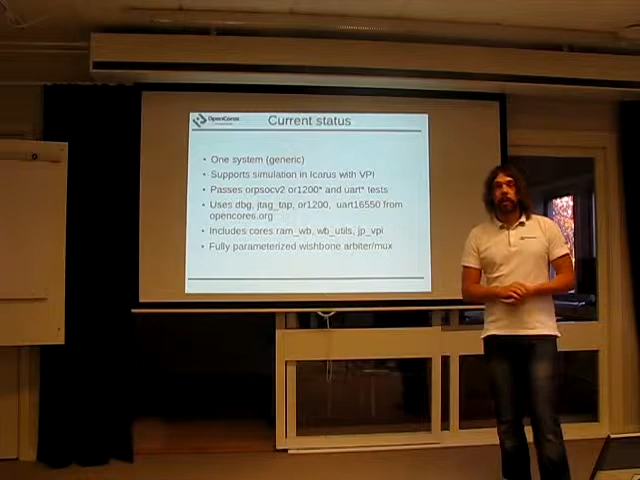 OpenCores
Current status
• One system (generic)
• Supports simulation in Icarus with VPI
• Passes orpsocv2 or1200* and uart* tests
• Uses dbg, jtag_tap, or1200, uart16550 from
opencores.org
• Includes cores ram_wb, wb_utils, jp_vpi
• Fully parameterized wishbone arbiter/mux